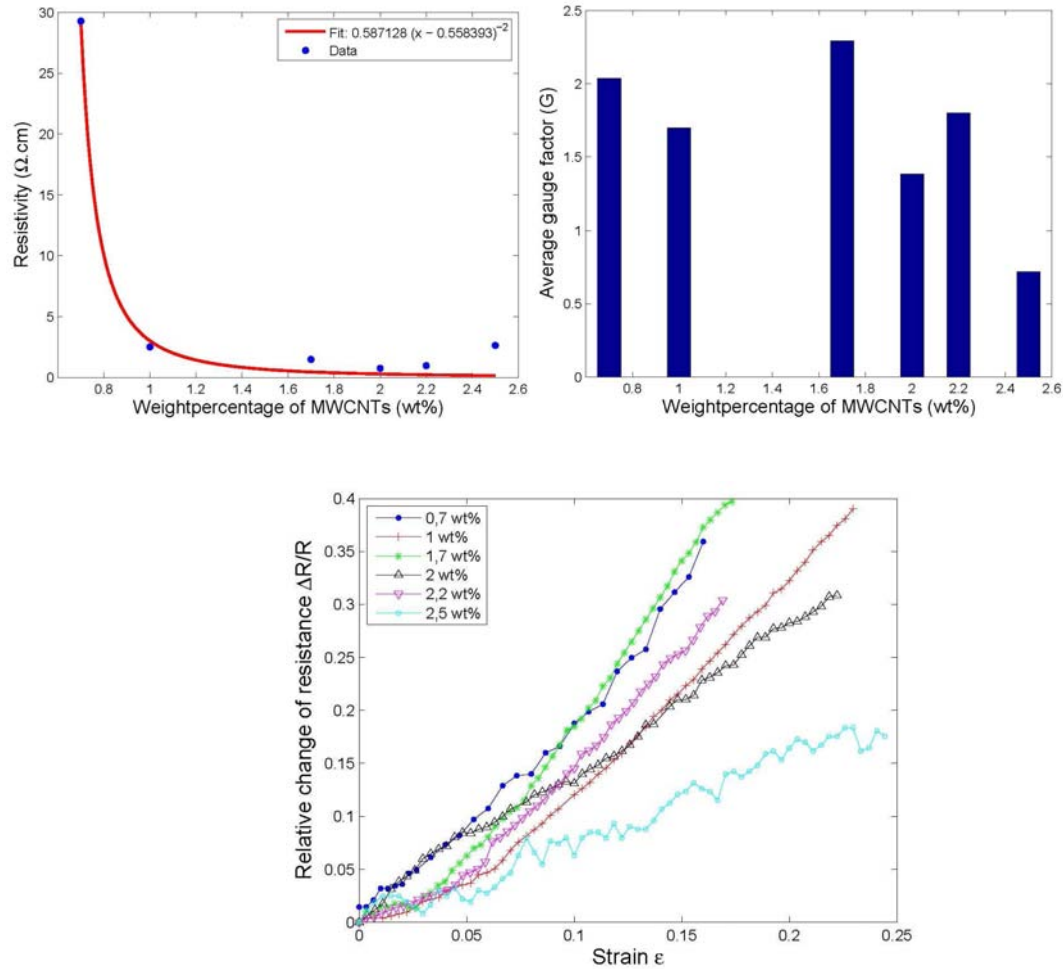 30
25
20
15
10
5
0
Resistivity (Ω.cm)
Fit: 0.587128 (x − 0.558393)⁻²
Data
0.8 1 1.2 1.4 1.6 1.8 2 2.2 2.4 2.6
Weightpercentage of MWCNTs (wt%)
2.5
2
1.5
1
0.5
0
Average gauge factor (G)
0.8 1 1.2 1.4 1.6 1.8 2 2.2 2.4 2.6
Weightpercentage of MWCNTs (wt%)
0.4
0.35
0.3
0.25
0.2
0.15
0.1
0.05
0
Relative change of resistance ΔR/R
0,7 wt%
1 wt%
1,7 wt%
2 wt%
2,2 wt%
2,5 wt%
0 0.05 0.1 0.15 0.2 0.25
Strain ε